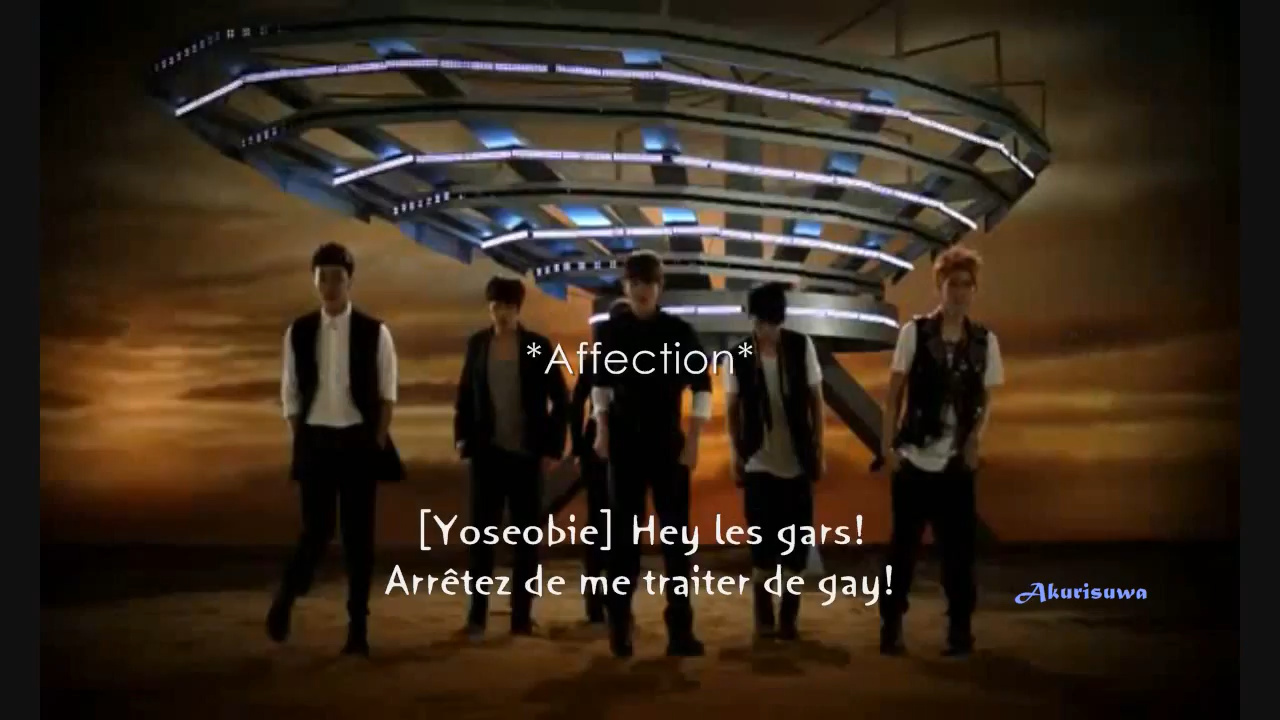 *Affection*
[Yoseobie] Hey les gars!
Arrêtez de me traiter de gay!
Akurisuwa